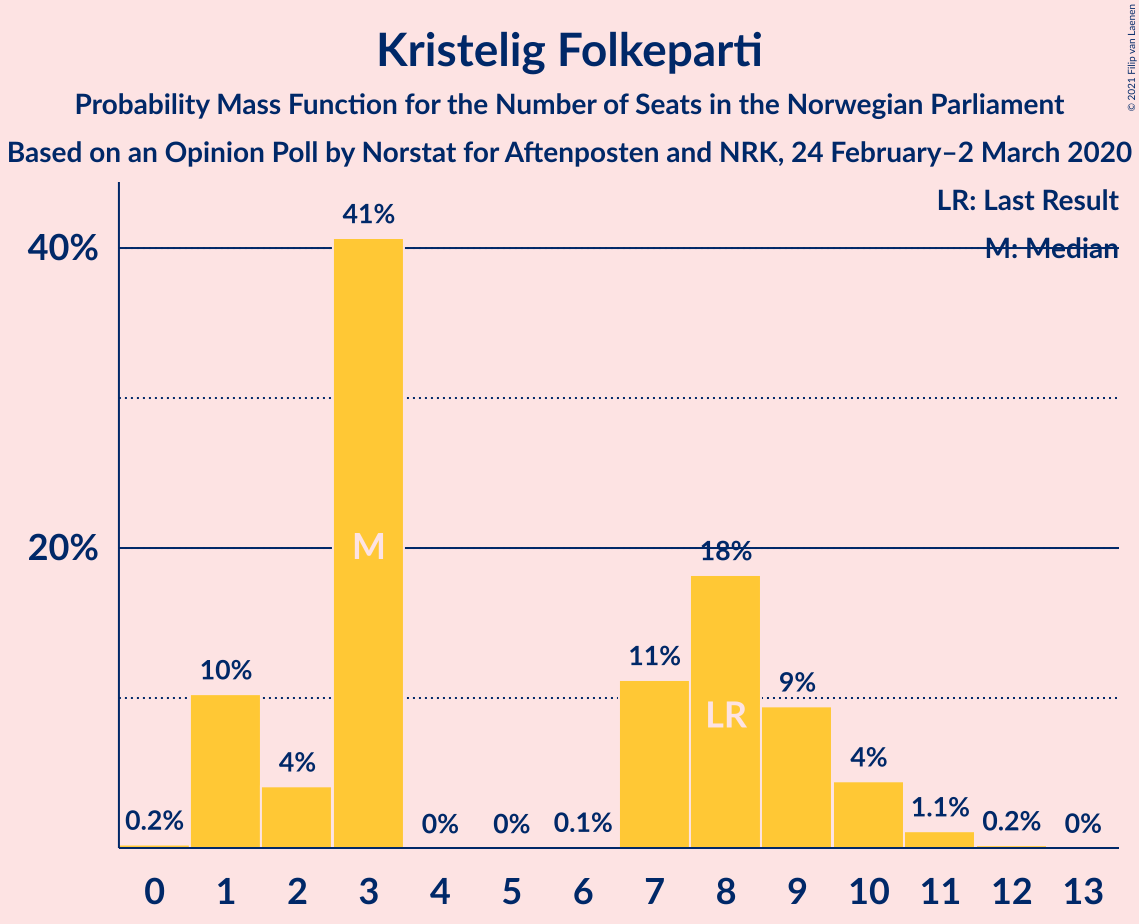 Kristelig Folkeparti
Probability Mass Function for the Number of Seats in the Norwegian Parliament
Based on an Opinion Poll by Norstat for Aftenposten and NRK, 24 February–2 March 2020
© 2021 Filip van Laenen
LR: Last Result
M: Median
40%
20%
0.2%
10%
4%
41%
0%
0%
0.1%
11%
18%
9%
4%
1.1%
0.2%
0%
M
LR
0 1 2 3 4 5 6 7 8 9 10 11 12 13